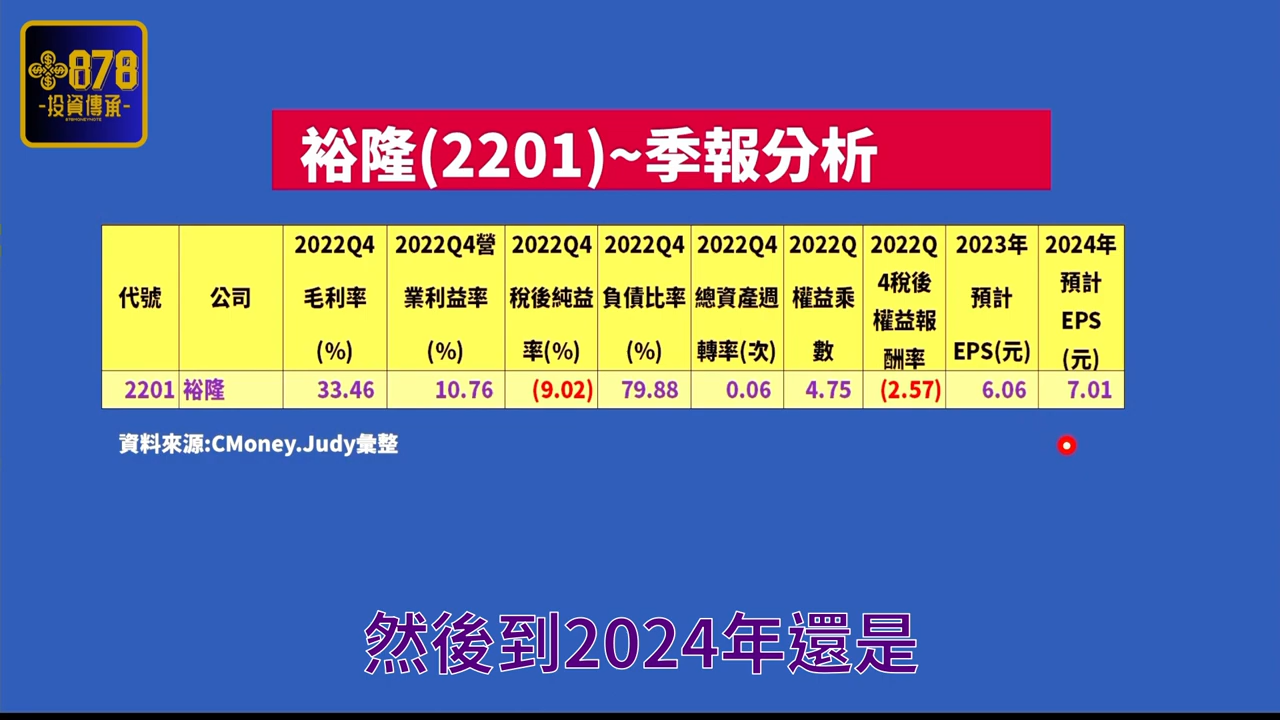 878
-投資傳承-
878MONEYNOTE
裕隆(2201)~季報分析
代號
公司
2022Q4
毛利率
(%)
2022Q4營
業利益率
(%)
2022Q4
稅後純益
率(%)
2022Q4
負債比率
(%)
2022Q4
總資產週
轉率(次)
2022Q
權益乘
數
2022Q
4稅後
權益報
酬率
2023年
預計
EPS(元)
2024年
預計
EPS
(元)
2201 裕隆 33.46 10.76 (9.02) 79.88 0.06 4.75 (2.57) 6.06 7.01
資料來源:CMoney.Judy彙整
然後到2024年還是